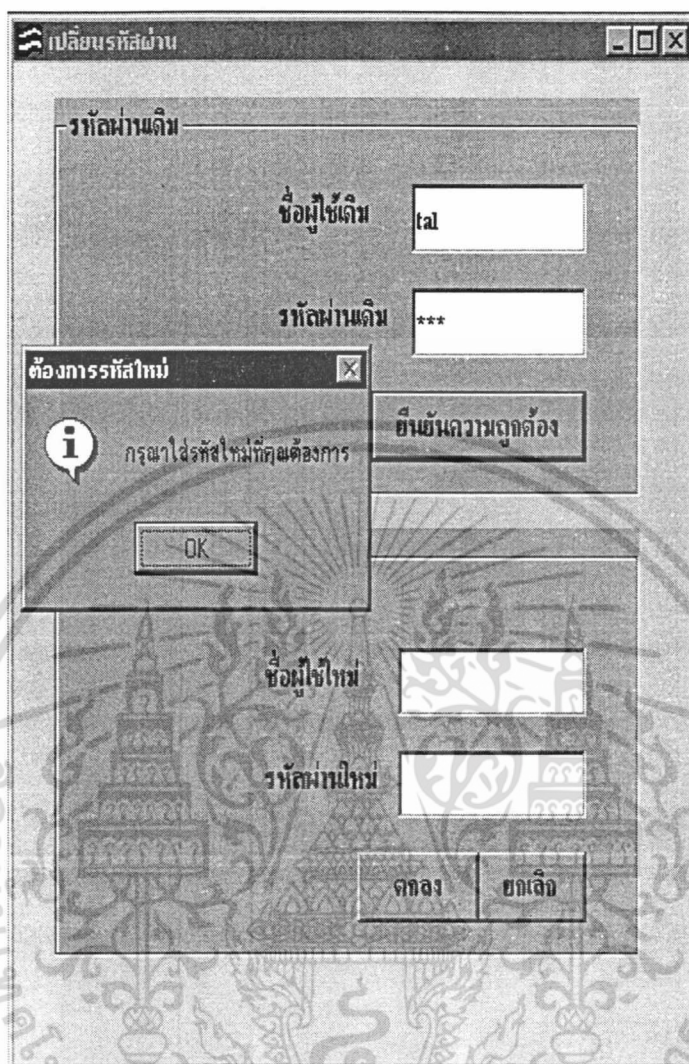 เปลี่ยนรหัสผ่าน
รหัสผ่านเดิม
ชื่อผู้ใช้เดิม
tal
รหัสผ่านเดิม
***
ยืนยันความถูกต้อง
ต้องการรหัสใหม่
กรุณาใส่รหัสใหม่ที่คุณต้องการ
OK
ชื่อผู้ใช้ใหม่
รหัสผ่านใหม่
ตกลง
ยกเลิก